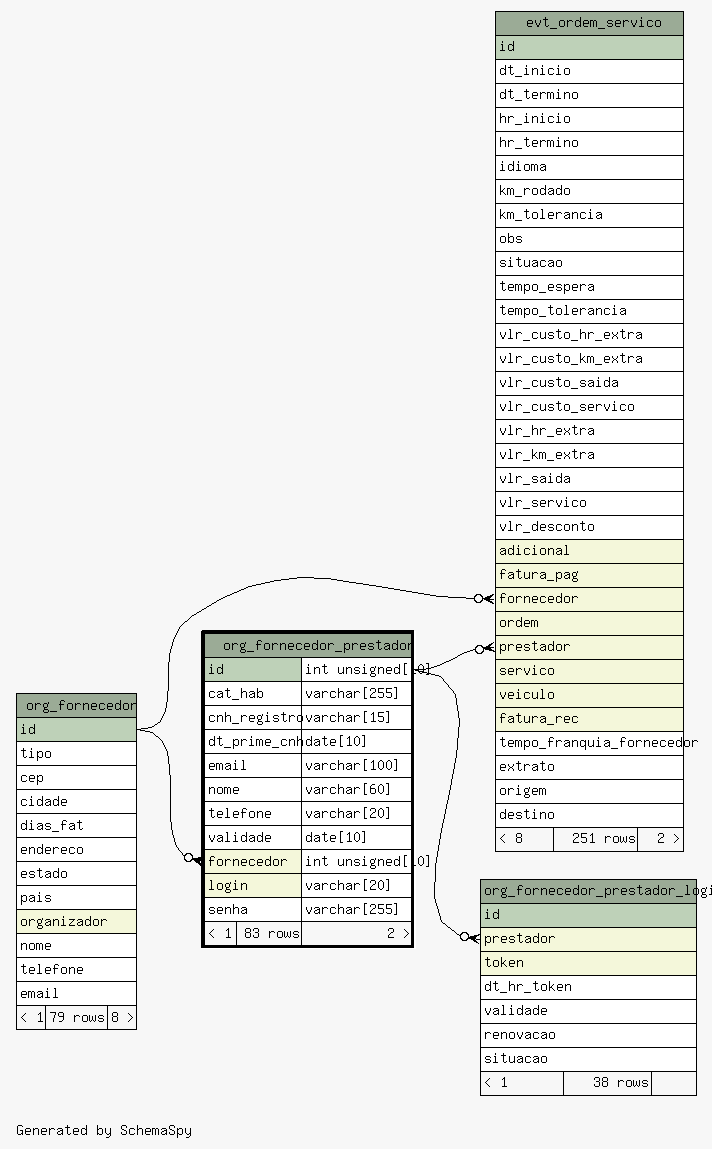 evt_ordem_servico
id
dt_inicio
dt_termino
hr_inicio
hr_termino
idioma
km_rodado
km_tolerancia
obs
situacao
tempo_espera
tempo_tolerancia
vlr_custo_hr_extra
vlr_custo_km_extra
vlr_custo_saida
vlr_custo_servico
vlr_hr_extra
vlr_km_extra
vlr_saida
vlr_servico
vlr_desconto
adicional
fatura_pag
fornecedor
ordem
prestador
servico
veiculo
fatura_rec
tempo_franquia_fornecedor
extrato
origem
destino
< 8 251 rows 2 >
org_fornecedor_prestador
id int unsigned[10]
cat_hab varchar[255]
cnh_registro varchar[15]
dt_prime_cnh date[10]
email varchar[100]
nome varchar[60]
telefone varchar[20]
validade date[10]
fornecedor int unsigned[10]
login varchar[20]
senha varchar[255]
< 1 83 rows 2 >
org_fornecedor
id
tipo
cep
cidade
dias_fat
endereco
estado
pais
organizador
nome
telefone
email
< 1 79 rows 8 >
org_fornecedor_prestador_logi
id
prestador
token
dt_hr_token
validade
renovacao
situacao
< 1 38 rows
Generated by SchemaSpy